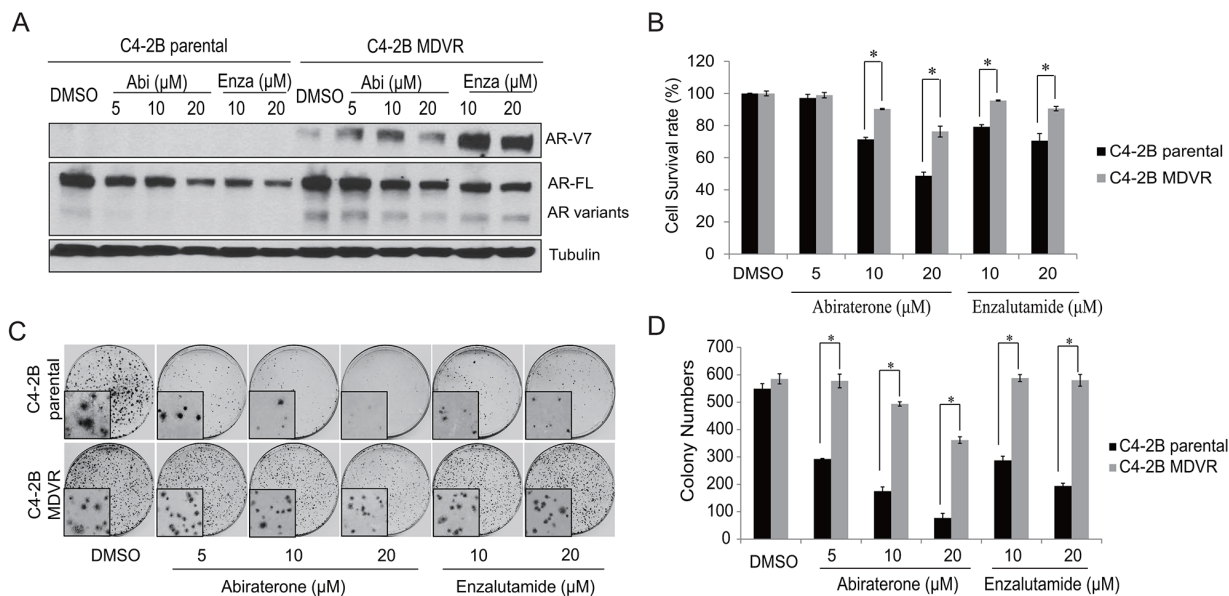 A
C4-2B parental
C4-2B MDVR
DMSO
Abi (µM)
Enza (µM)
DMSO
Abi (µM)
Enza (µM)
5 10 20 10 20
5 10 20 10 20
AR-V7
AR-FL
AR variants
Tubulin
B
Cell Survival rate (%)
120
100
80
60
40
20
0
* * * *
C4-2B parental
C4-2B MDVR
DMSO 5 10 20 10 20
Abiraterone (µM)
Enzalutamide (µM)
C
C4-2B
parental
C4-2B
MDVR
DMSO 5 10 20 10 20
Abiraterone (µM)
Enzalutamide (µM)
D
Colony Numbers
700
600
500
400
300
200
100
0
* * * * *
C4-2B parental
C4-2B MDVR
DMSO 5 10 20 10 20
Abiraterone (µM)
Enzalutamide (µM)